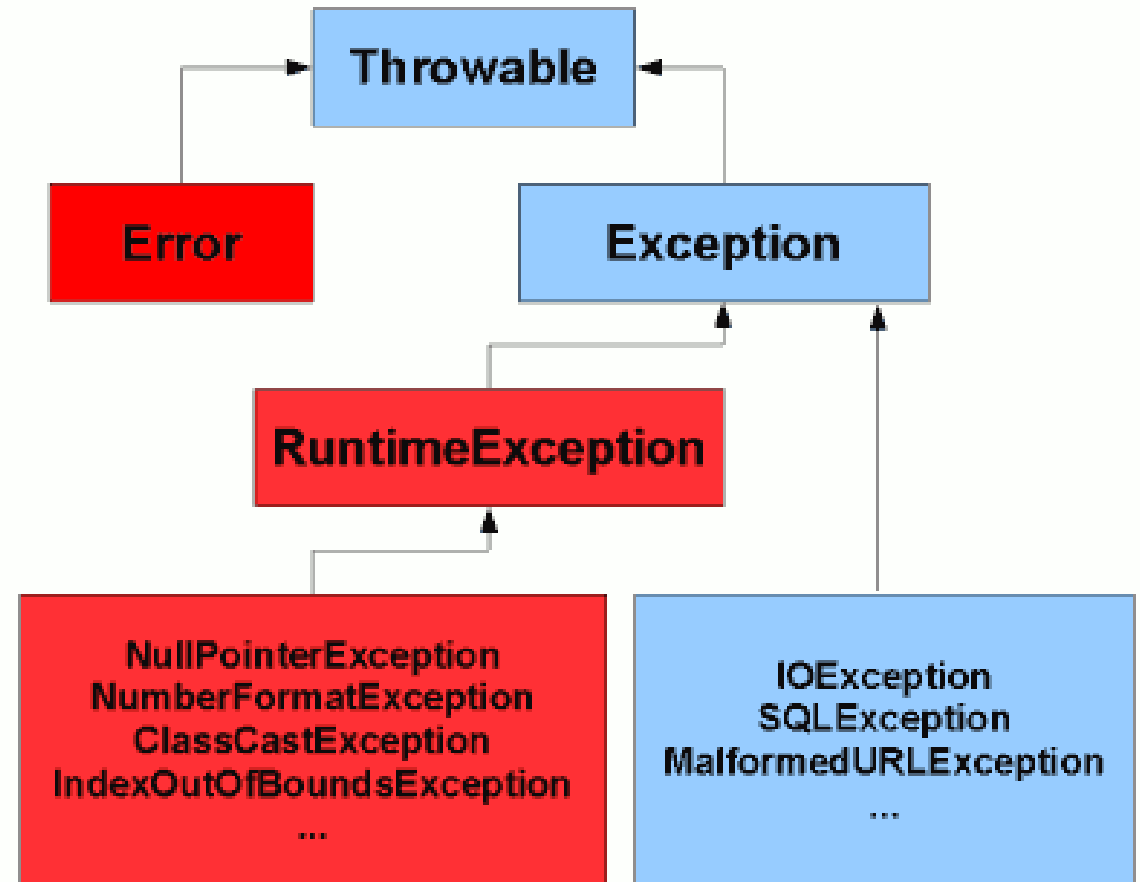 Throwable
Error
Exception
RuntimeException
NullPointerException
NumberFormatException
ClassCastException
IndexOutOfBoundsException
...
IOException
SQLException
MalformedURLException
...